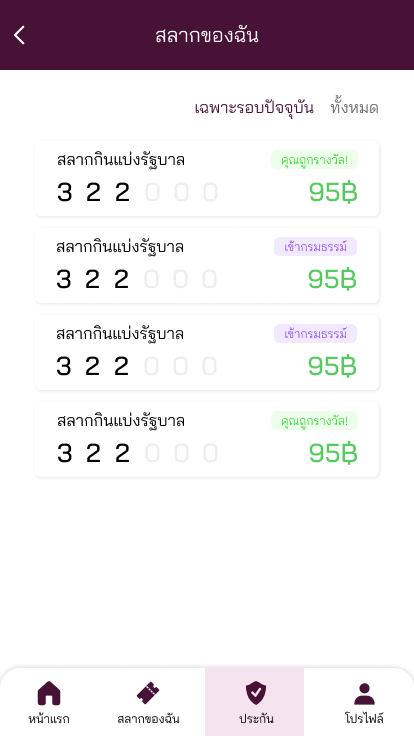 สลากของฉัน
เฉพาะรอบปัจจุบัน ทั้งหมด
สลากกินแบ่งรัฐบาล คุณถูกรางวัล!
3 2 2 0 0 0 95฿
สลากกินแบ่งรัฐบาล เข้ากรมธรรม์
3 2 2 0 0 0 95฿
สลากกินแบ่งรัฐบาล เข้ากรมธรรม์
3 2 2 0 0 0 95฿
สลากกินแบ่งรัฐบาล คุณถูกรางวัล!
3 2 2 0 0 0 95฿
หน้าแรก สลากของฉัน ประกัน โปรไฟล์